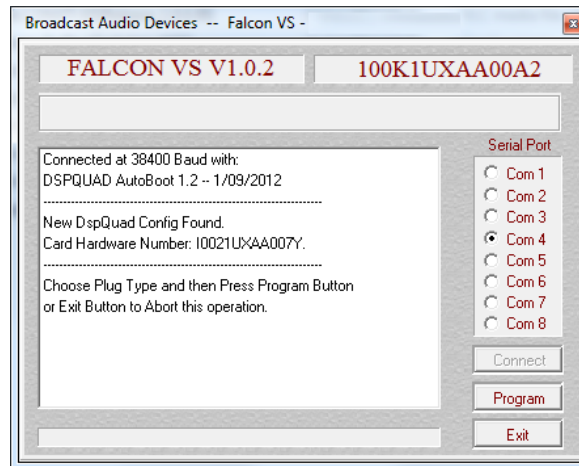 Broadcast Audio Devices -- Falcon VS -
FALCON VS V1.0.2
100K1UXAA00A2
Connected at 38400 Baud with:
DSPQUAD AutoBoot 1.2 -- 1/09/2012
----------------------------------------------------------------------
New DspQuad Config Found.
Card Hardware Number: I0021UXAA007Y.
----------------------------------------------------------------------
Choose Plug Type and then Press Program Button
or Exit Button to Abort this operation.
Serial Port
Com 1
Com 2
Com 3
Com 4
Com 5
Com 6
Com 7
Com 8
Connect
Program
Exit